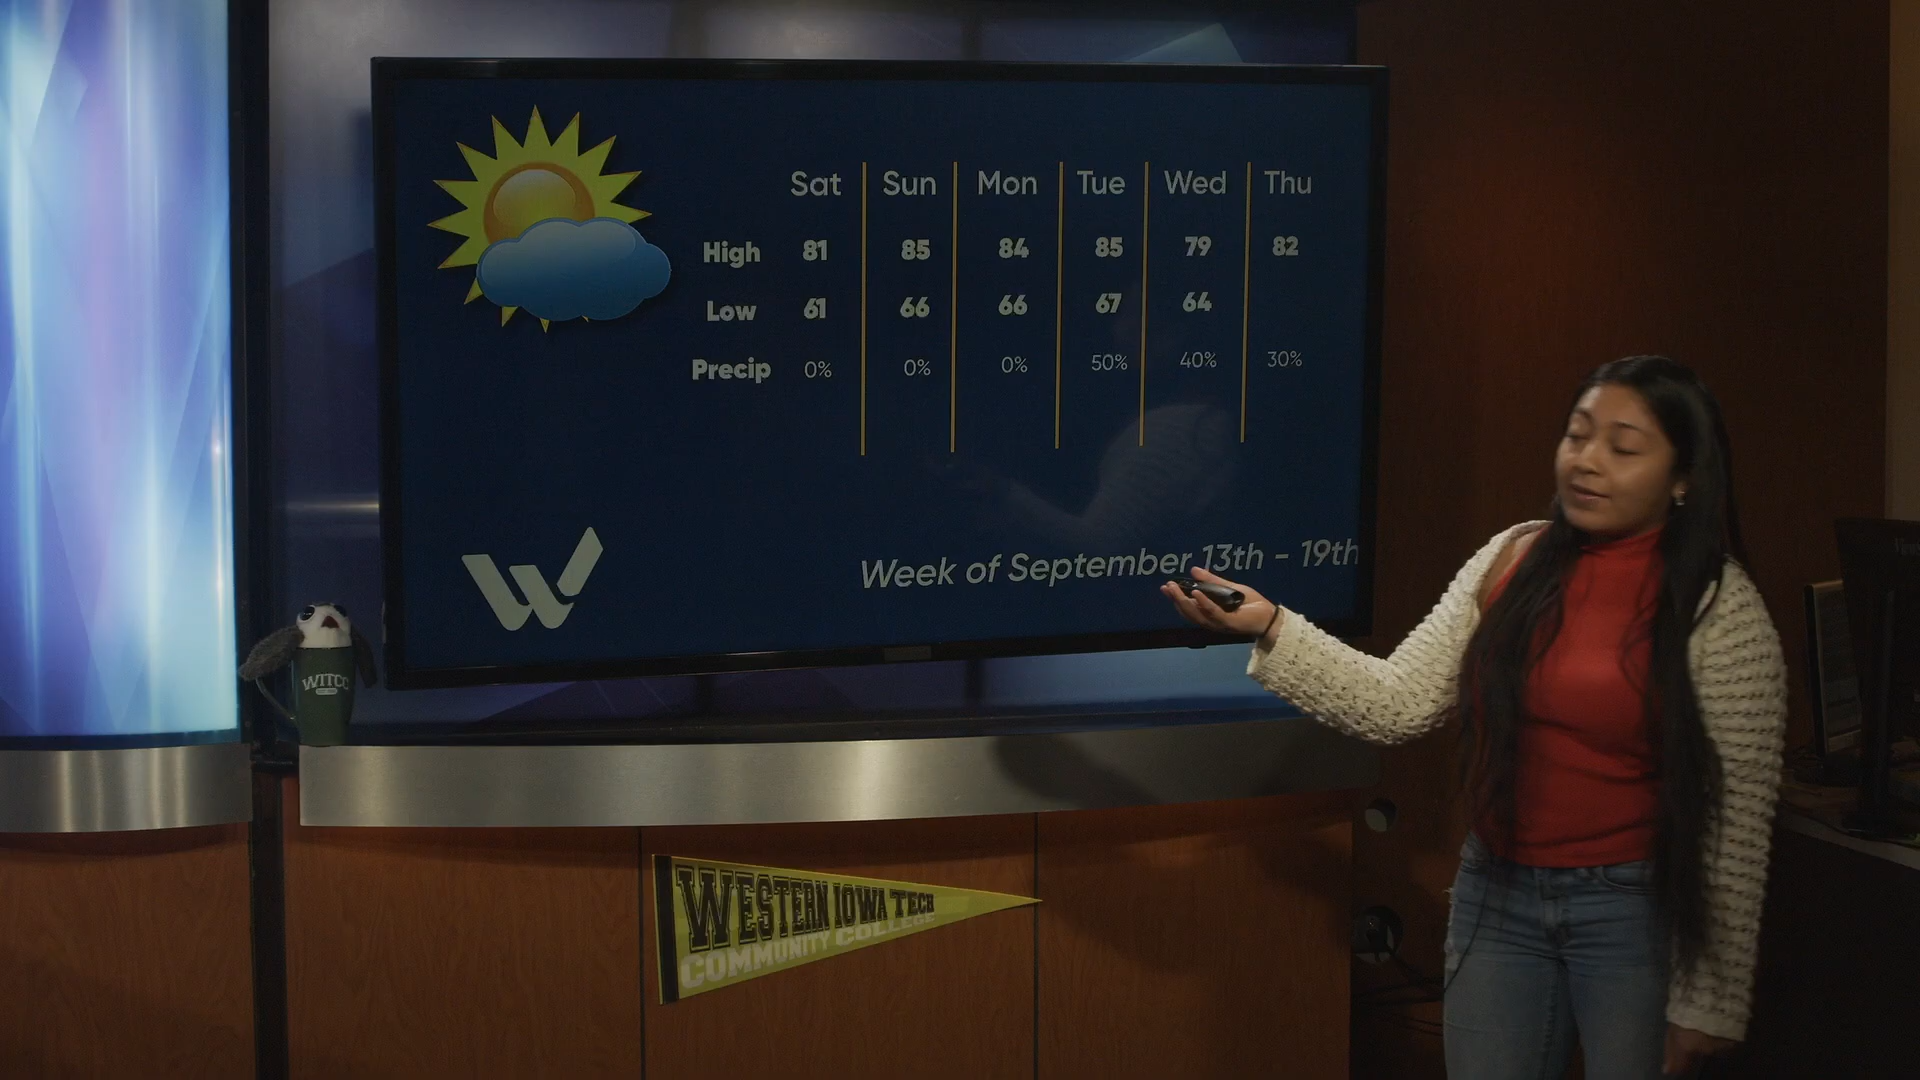 Sat Sun Mon Tue Wed Thu
High 81 85 84 85 79 82
Low 61 66 66 67 64
Precip 0% 0% 0% 50% 40% 30%
Week of September 13th - 19th
W
WITCC
WESTERN IOWA TECH
COMMUNITY COLLEGE